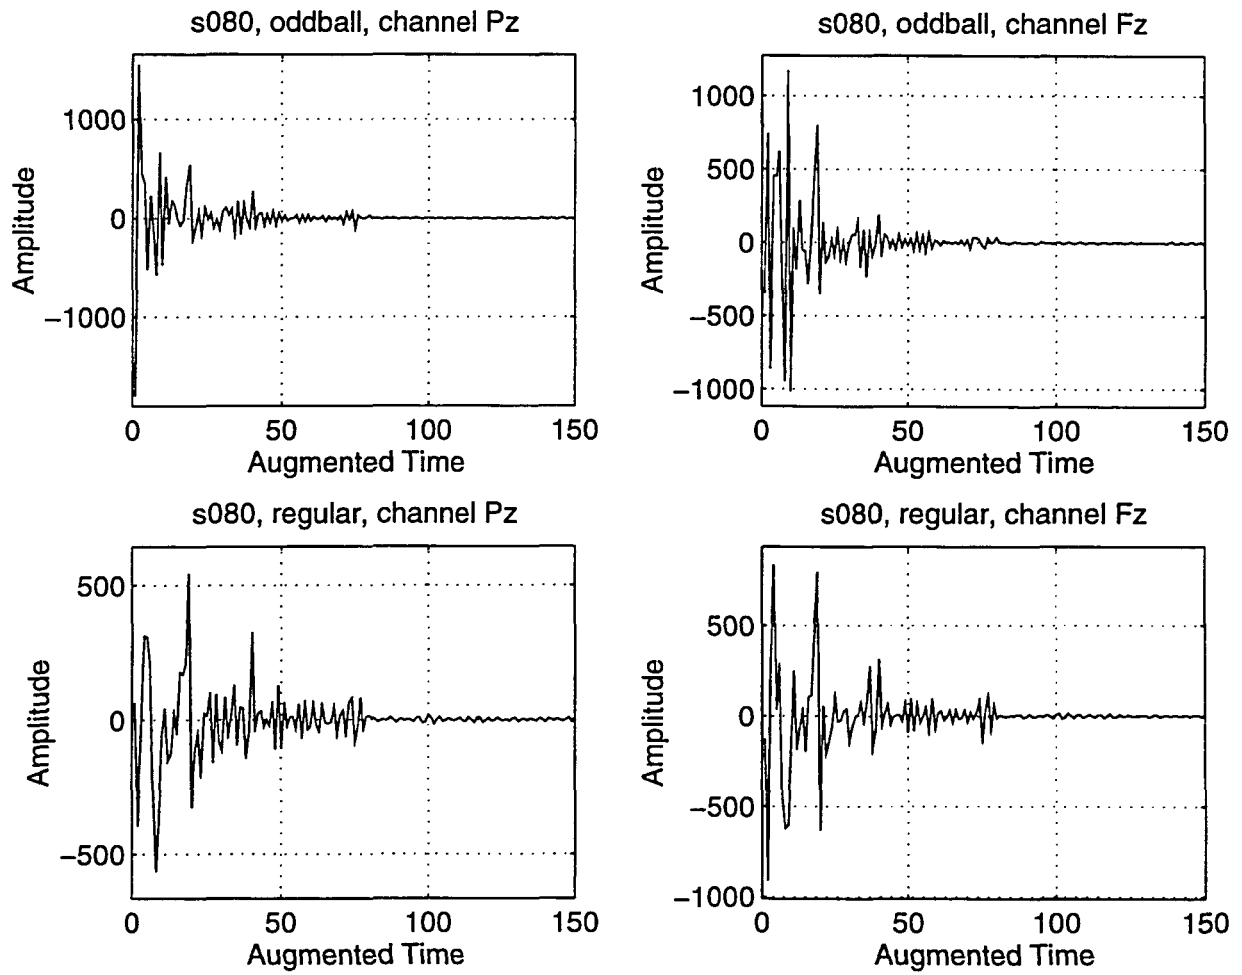 s080, oddball, channel Pz
1000
0
−1000
Amplitude
0 50 100 150
Augmented Time
s080, oddball, channel Fz
1000
500
0
−500
−1000
Amplitude
0 50 100 150
Augmented Time
s080, regular, channel Pz
500
0
−500
Amplitude
0 50 100 150
Augmented Time
s080, regular, channel Fz
500
0
−500
−1000
Amplitude
0 50 100 150
Augmented Time